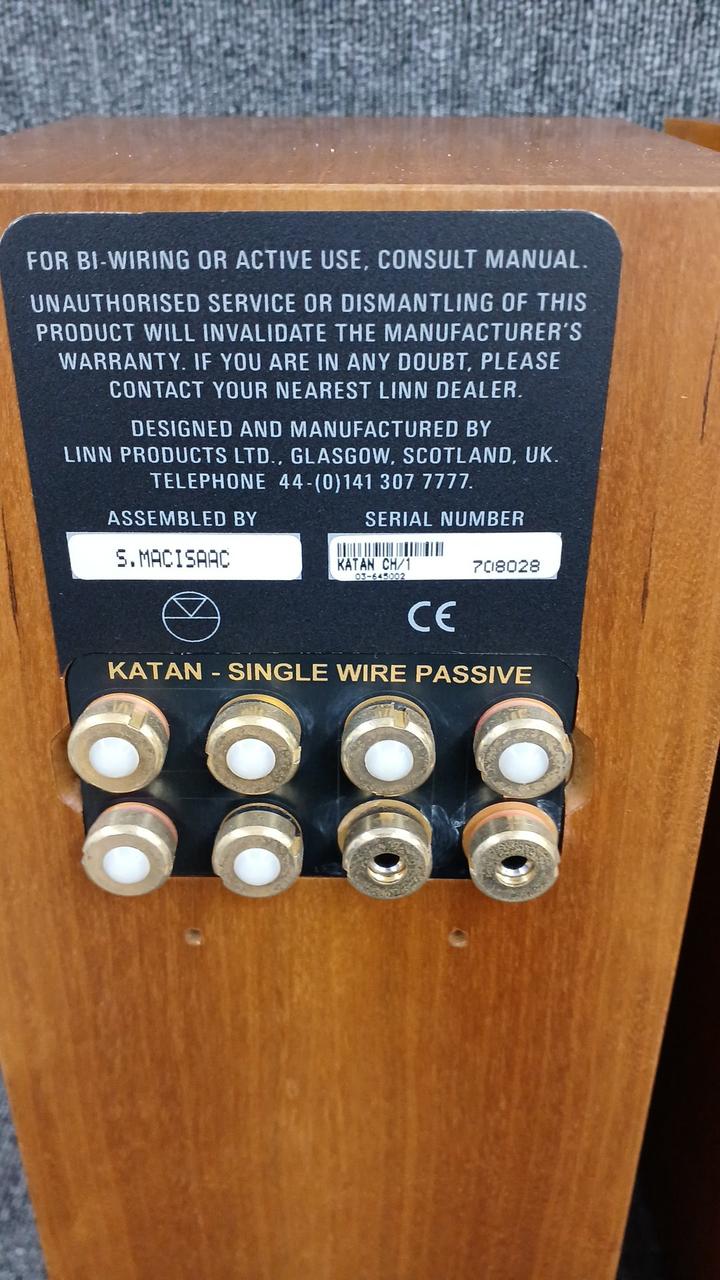 FOR BI-WIRING OR ACTIVE USE, CONSULT MANUAL.
UNAUTHORISED SERVICE OR DISMANTLING OF THIS
PRODUCT WILL INVALIDATE THE MANUFACTURER'S
WARRANTY. IF YOU ARE IN ANY DOUBT, PLEASE
CONTACT YOUR NEAREST LINN DEALER.
DESIGNED AND MANUFACTURED BY
LINN PRODUCTS LTD., GLASGOW, SCOTLAND, UK.
TELEPHONE 44-(0)141 307 7777.
ASSEMBLED BY SERIAL NUMBER
S.MACISAAC KATAN CH/1 708028
03-645002
CE
KATAN - SINGLE WIRE PASSIVE